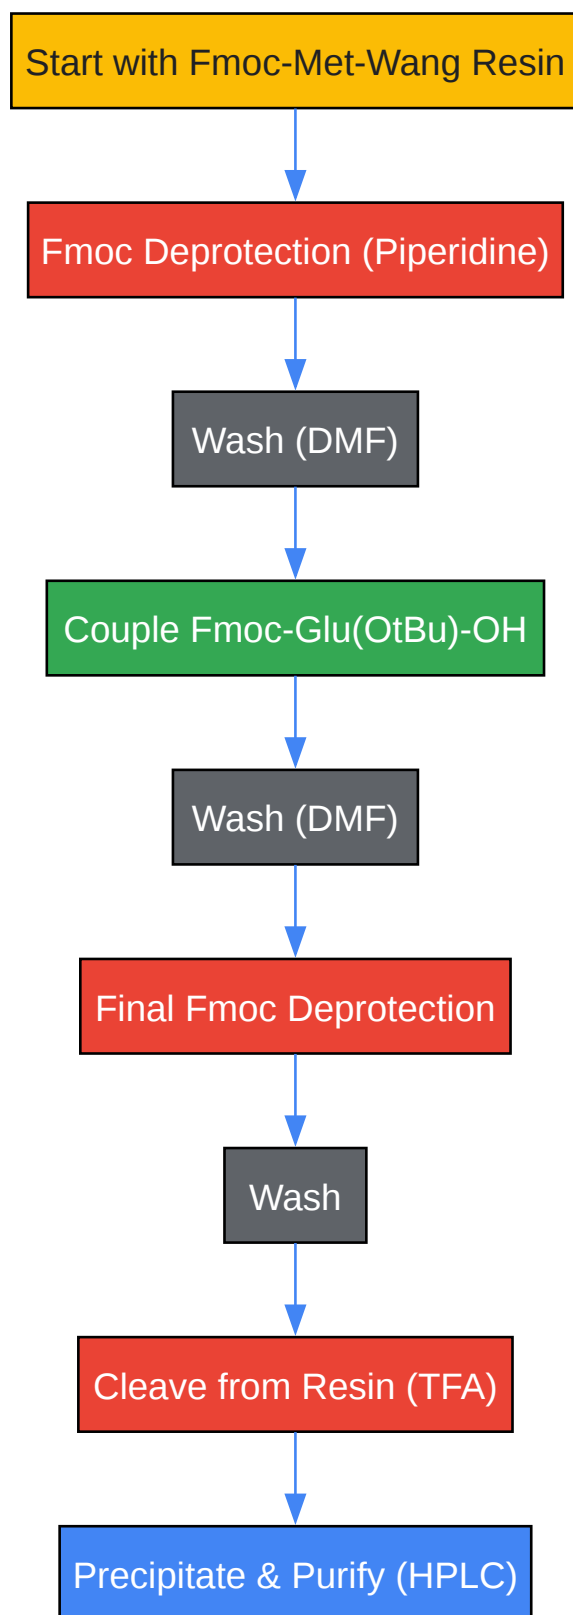 Start with Fmoc-Met-Wang Resin
Fmoc Deprotection (Piperidine)
Wash (DMF)
Couple Fmoc-Glu(OtBu)-OH
Wash (DMF)
Final Fmoc Deprotection
Wash
Cleave from Resin (TFA)
Precipitate & Purify (HPLC)